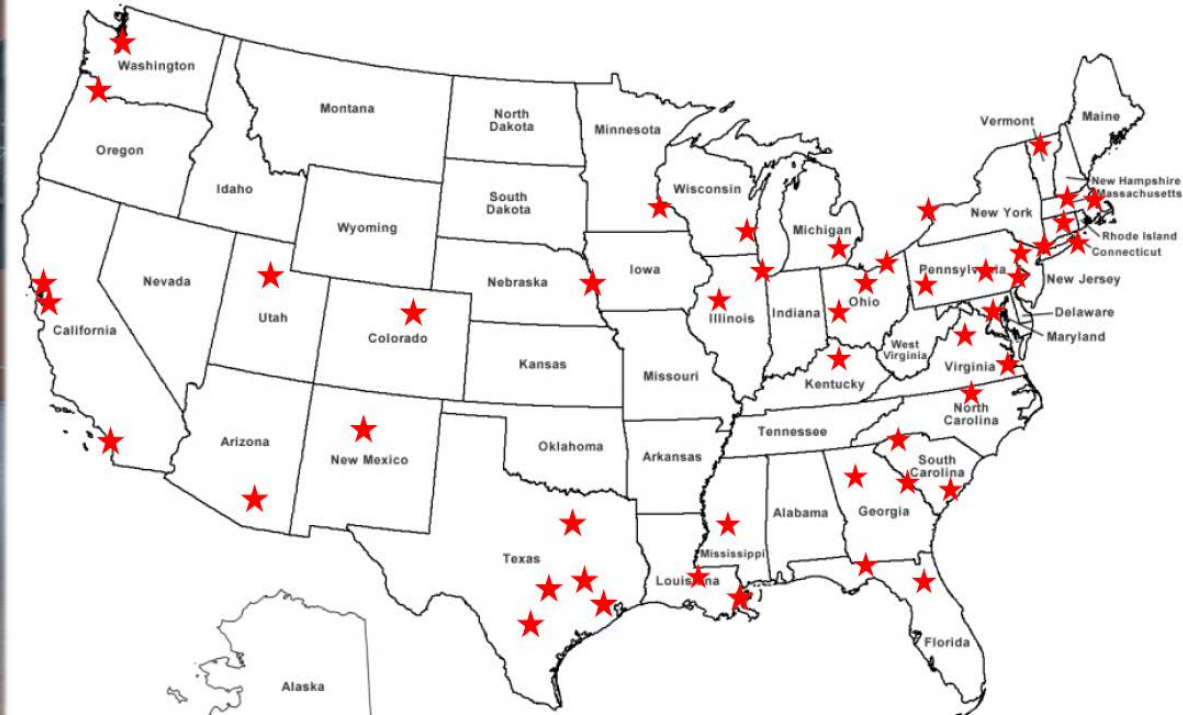 Washington
Montana
North
Dakota
Minnesota
Vermont
Maine
Oregon
Idaho
South
Dakota
Wisconsin
New Hampshire
Massachusetts
Wyoming
Michigan
New York
Rhode Island
Connecticut
Nevada
Nebraska
Iowa
Pennsylvania
New Jersey
Utah
Colorado
Illinois
Indiana
Ohio
Delaware
California
Kansas
Missouri
West
Virginia
Maryland
Kentucky
Virginia
Arizona
New Mexico
Oklahoma
Arkansas
Tennessee
North
Carolina
South
Carolina
Texas
Mississippi
Alabama
Georgia
Louisiana
Florida
Alaska